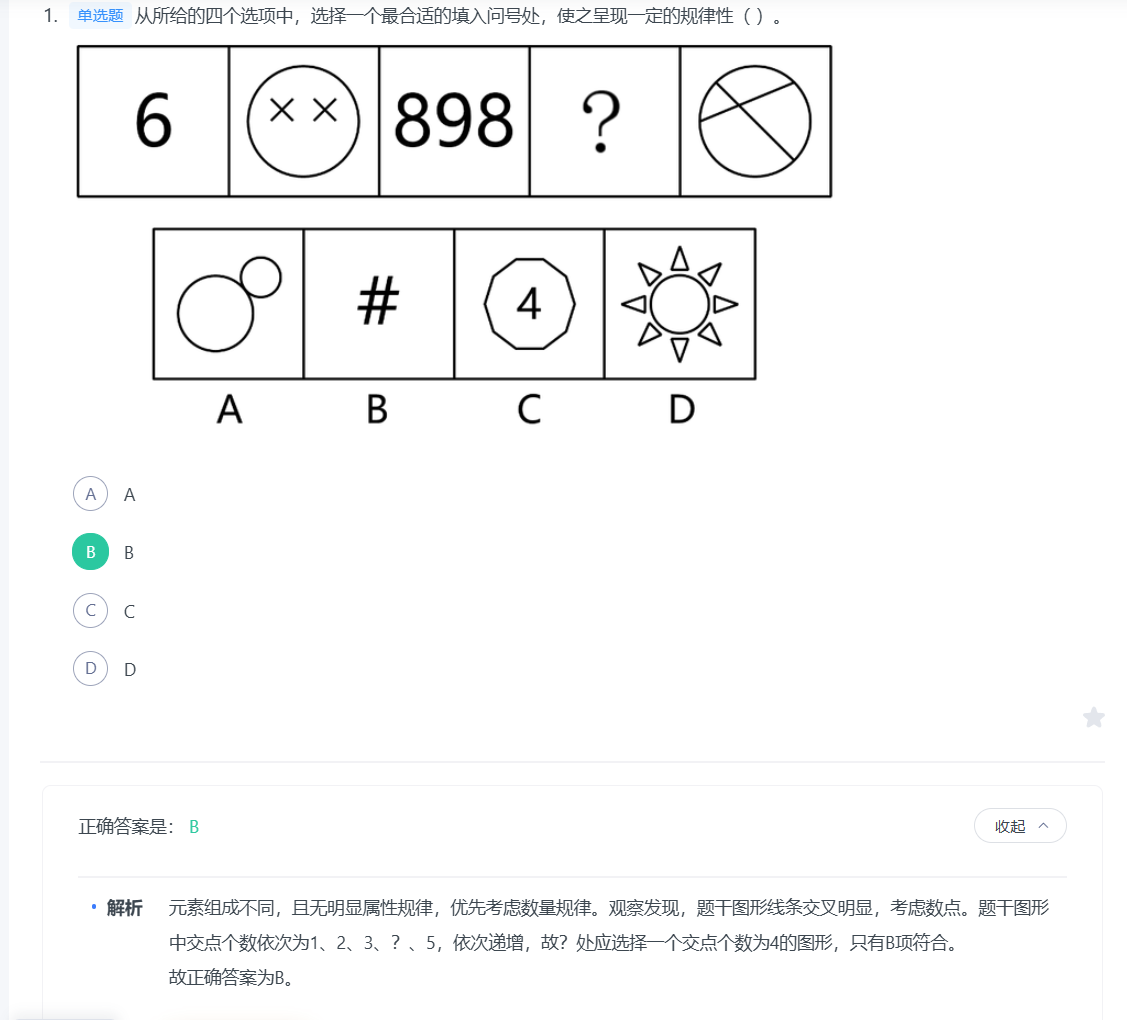 1. 单选题 从所给的四个选项中，选择一个最合适的填入问号处，使之呈现一定的规律性（ ）。
6 898 ?
# 4
A B C D
A A
B B
C C
D D
正确答案是： B 收起
• 解析 元素组成不同，且无明显属性规律，优先考虑数量规律。观察发现，题干图形线条交叉明显，考虑数点。题干图形
中交点个数依次为1、2、3、？、5，依次递增，故？处应选择一个交点个数为4的图形，只有B项符合。
故正确答案为B。